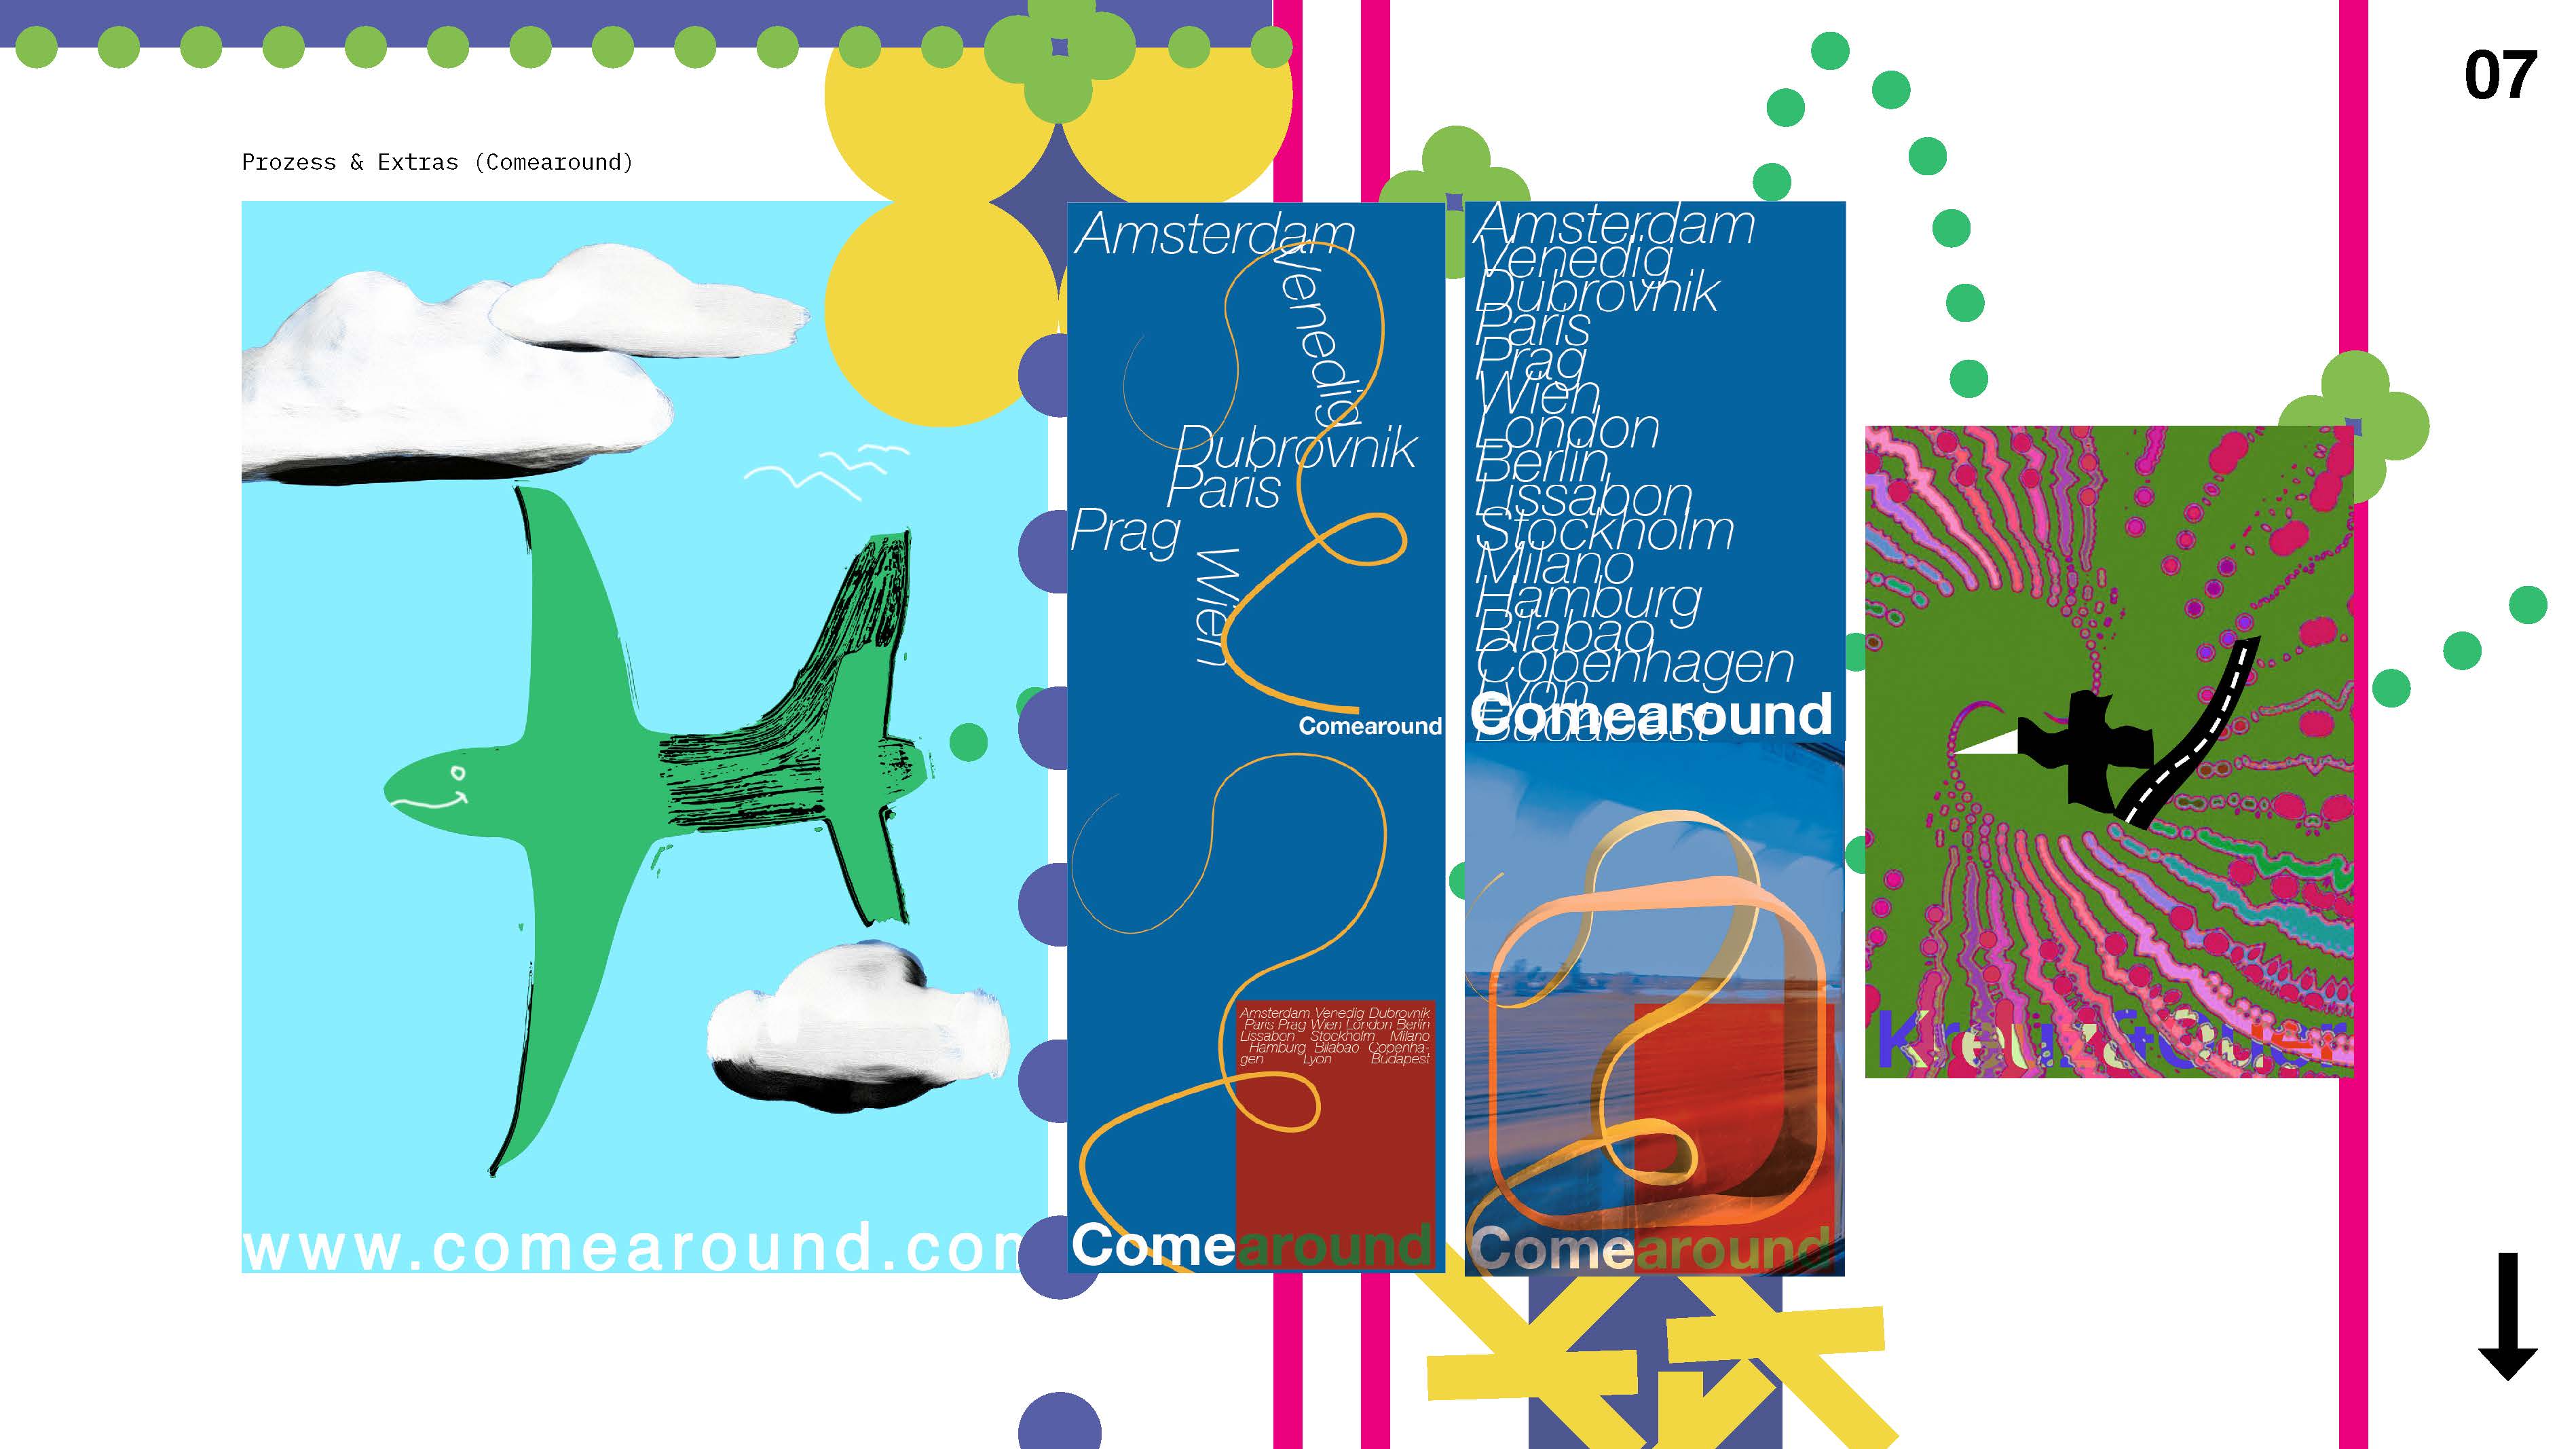 07
Prozess & Extras (Comearound)
www.comearound.com
Amsterdam
Venedig
Dubrovnik
Paris
Prag
Wien
Comearound
Amsterdam Venedig Dubrovnik
Paris Prag Wien London Berlin
Lissabon Stockholm Milano
Hamburg Bilabao Copenha-
gen Lyon Budapest
Comearound
Amsterdam
Venedig
Dubrovnik
Paris
Prag
Wien
London
Berlin
Lissabon
Stockholm
Milano
Hamburg
Bilabao
Copenhagen
Lyon
Budapest
Comearound
Comearound